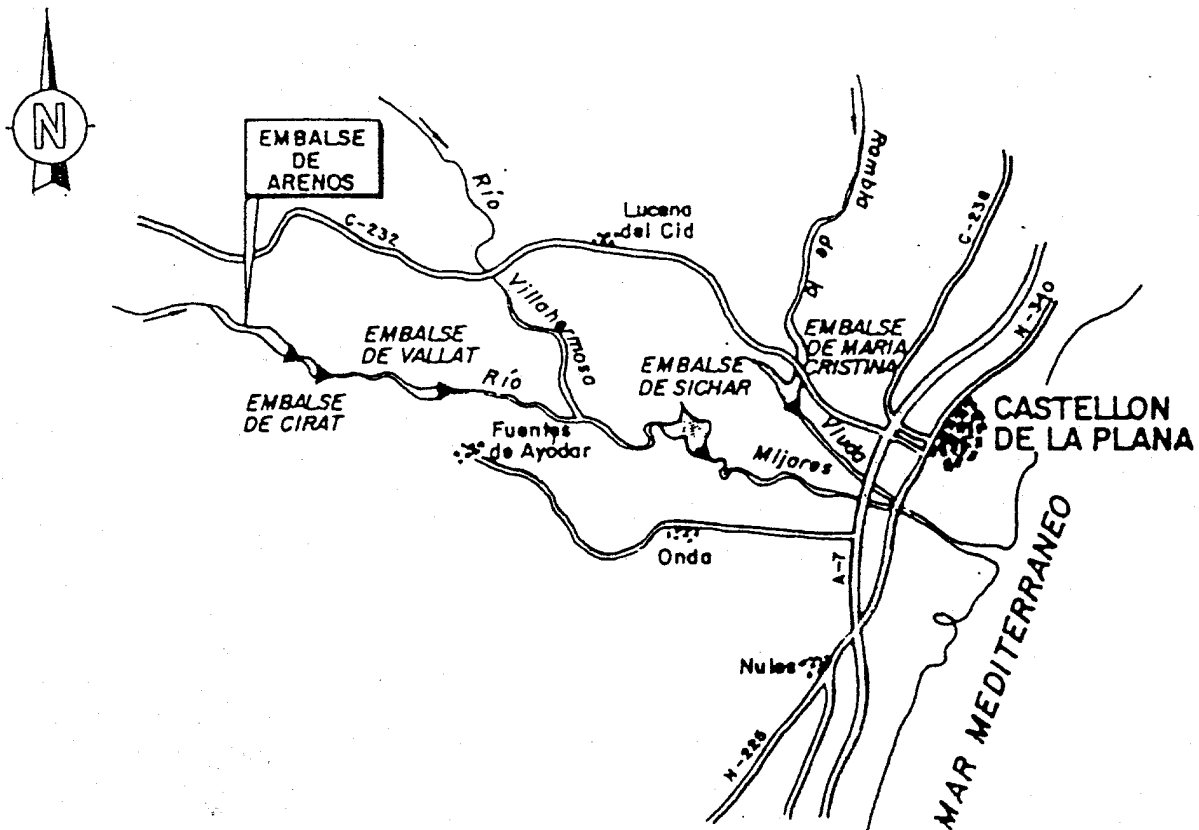 N
EMBALSE
DE
ARENOS
Río
C-232
Lucena
del Cid
Rambla
de la
C-238
N-340
Villahermosa
EMBALSE
DE VALLAT
EMBALSE
DE MARIA
CRISTINA
EMBALSE
DE SICHAR
Río
EMBALSE
DE CIRAT
Viuda
CASTELLON
DE LA PLANA
Fuentes
de Ayódar
Mijares
Onda
A-7
MAR MEDITERRANEO
Nules
N-225